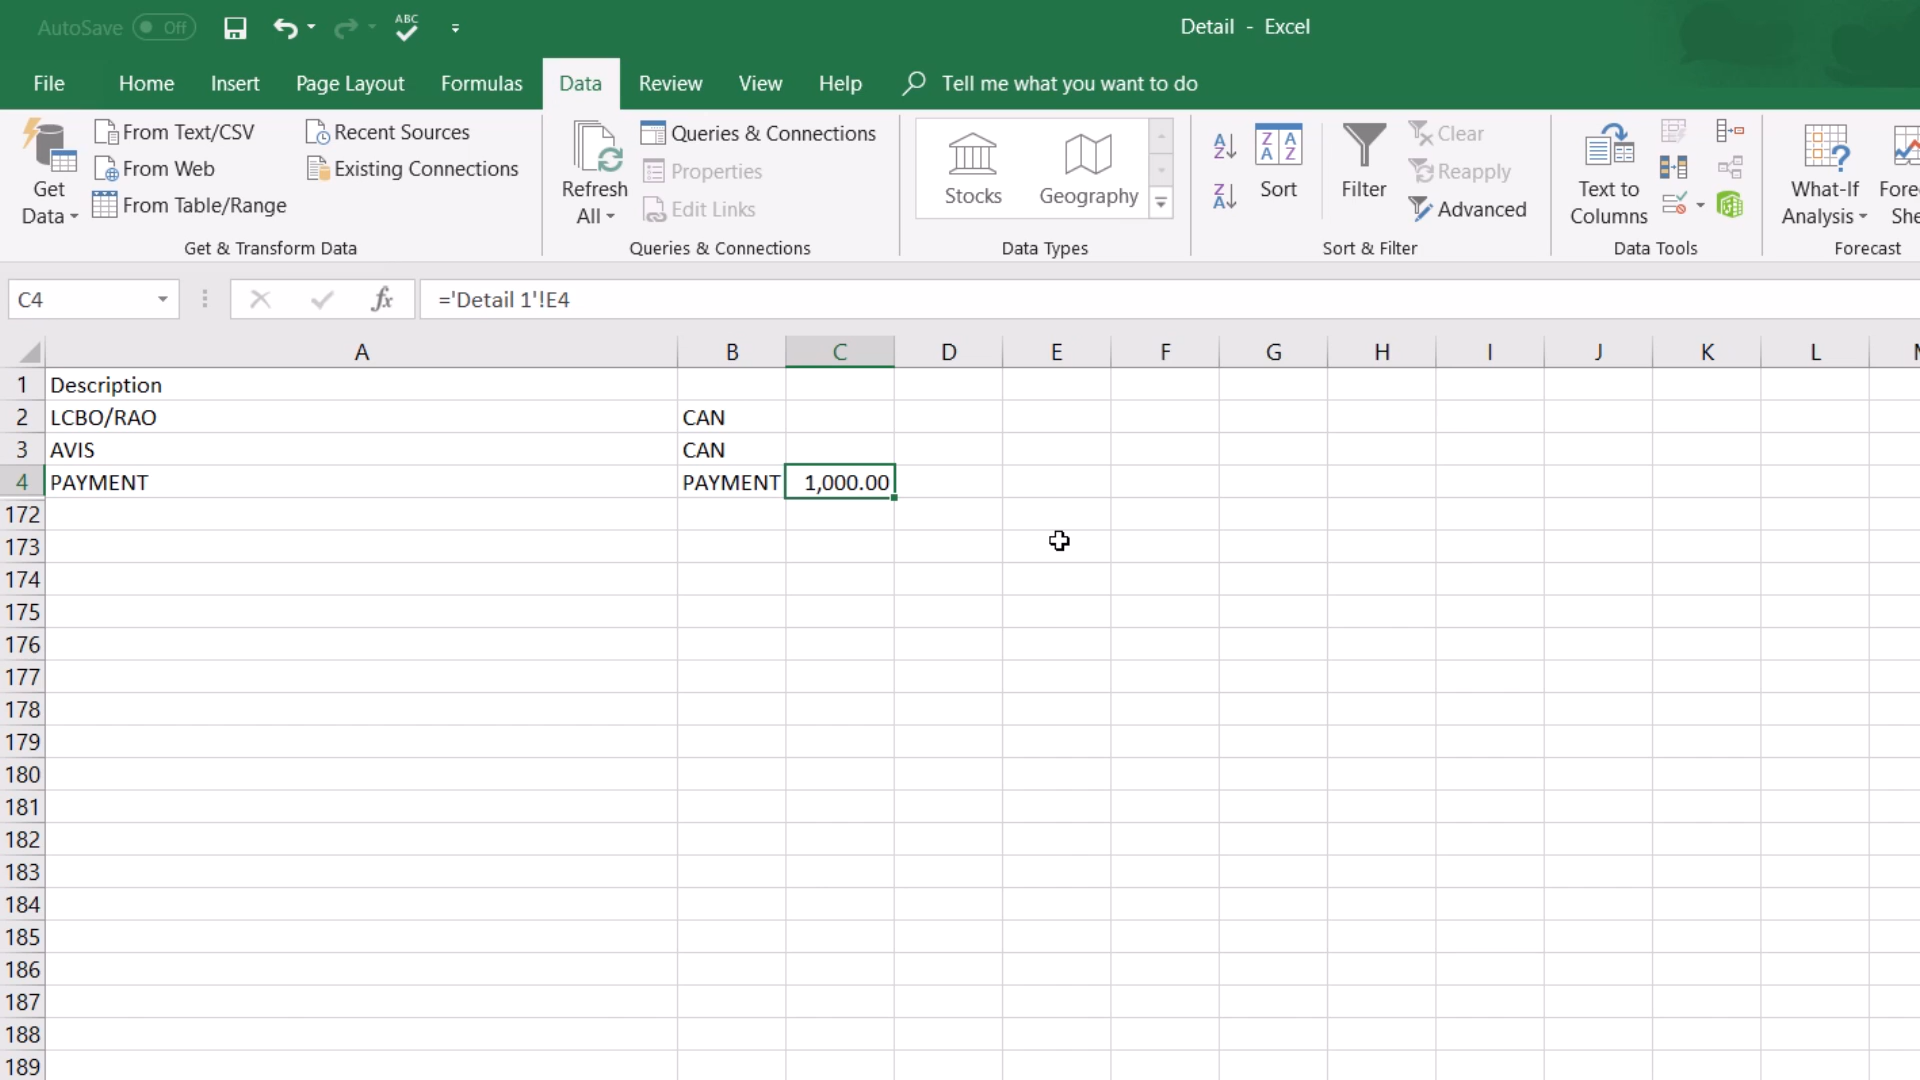 AutoSave Off ABC Detail - Excel
File Home Insert Page Layout Formulas Data Review View Help Tell me what you want to do
Get Data
From Text/CSV
From Web
From Table/Range
Recent Sources
Existing Connections
Get & Transform Data
Refresh All
Queries & Connections
Properties
Edit Links
Queries & Connections
Stocks Geography
Data Types
A Z
Z A
Z A A Z
Sort
Filter
Clear
Reapply
Advanced
Sort & Filter
Text to Columns
Data Tools
What-If Analysis
Forecast
C4 fx ='Detail 1'!E4
A B C D E F G H I J K L
1 Description
2 LCBO/RAO CAN
3 AVIS CAN
4 PAYMENT PAYMENT 1,000.00
172
173
174
175
176
177
178
179
180
181
182
183
184
185
186
187
188
189